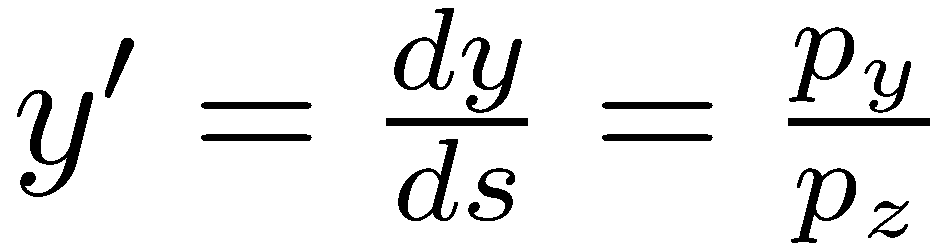 y′ = dy/ds = p_y/p_z